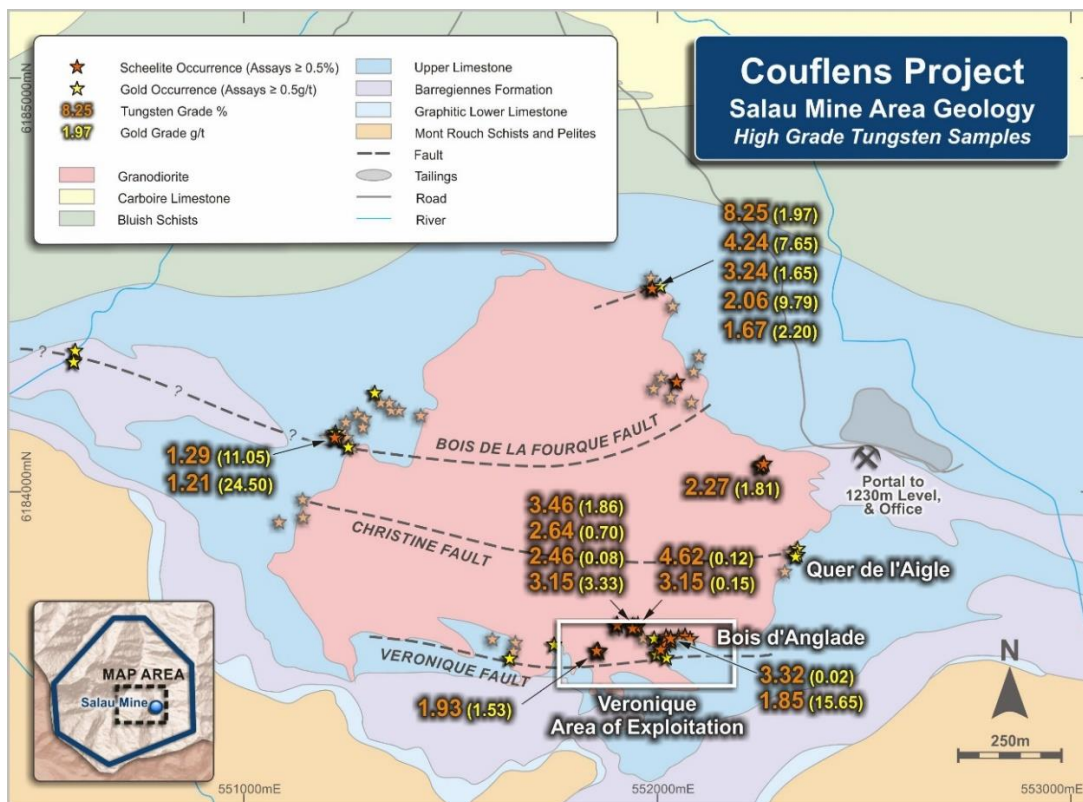 Scheelite Occurrence (Assays ≥ 0.5%)
Gold Occurrence (Assays ≥ 0.5g/t)
8.25 Tungsten Grade %
1.97 Gold Grade g/t
Granodiorite
Carboire Limestone
Bluish Schists
Upper Limestone
Barregiennes Formation
Graphitic Lower Limestone
Mont Rouch Schists and Pelites
Fault
Tailings
Road
River
Couflens Project
Salau Mine Area Geology
High Grade Tungsten Samples
6185000mN
8.25 (1.97)
4.24 (7.65)
3.24 (1.65)
2.06 (9.79)
1.67 (2.20)
?
?
?
BOIS DE LA FOURQUE FAULT
1.29 (11.05)
1.21 (24.50)
6184000mN
2.27 (1.81)
Portal to
1230m Level,
& Office
CHRISTINE FAULT
3.46 (1.86)
2.64 (0.70)
2.46 (0.08)
3.15 (3.33)
4.62 (0.12)
3.15 (0.15)
Quer de l'Aigle
Bois d'Anglade
VERONIQUE FAULT
3.32 (0.02)
1.85 (15.65)
1.93 (1.53)
Veronique
Area of Exploitation
MAP AREA
Salau Mine
N
250m
551000mE
552000mE
553000mE